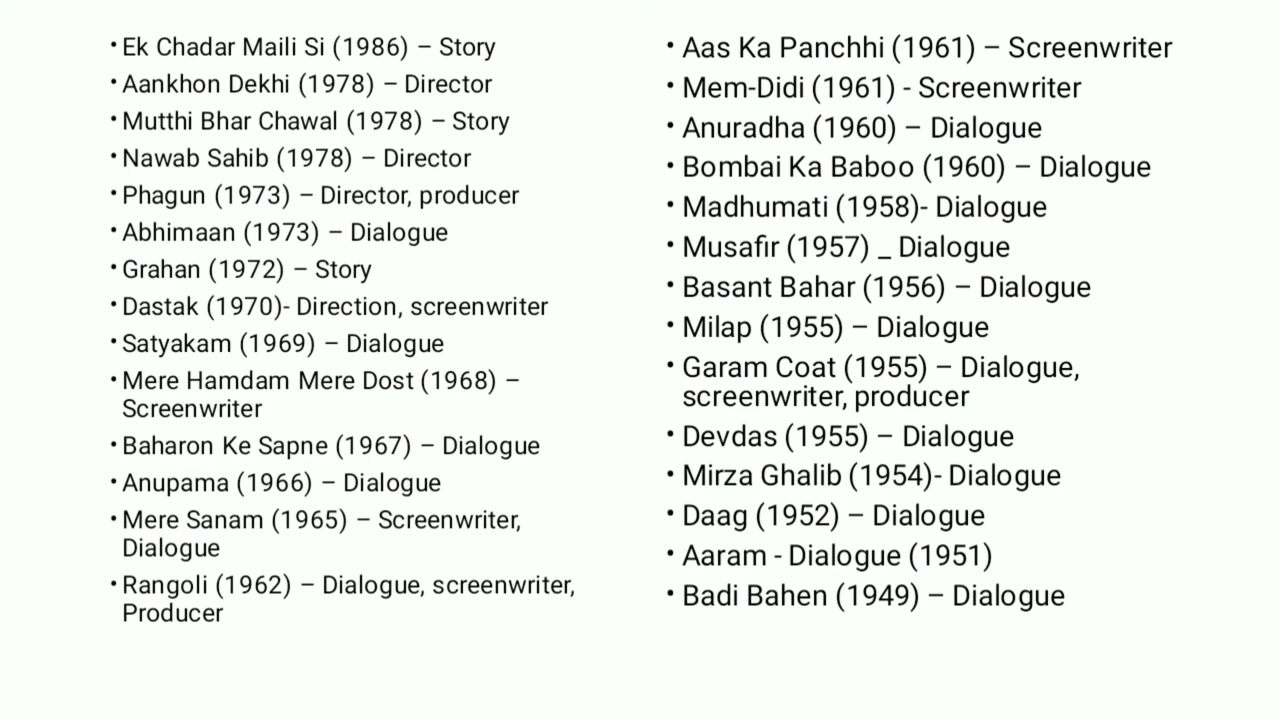 • Ek Chadar Maili Si (1986) – Story
• Aankhon Dekhi (1978) – Director
• Mutthi Bhar Chawal (1978) – Story
• Nawab Sahib (1978) – Director
• Phagun (1973) – Director, producer
• Abhimaan (1973) – Dialogue
• Grahan (1972) – Story
• Dastak (1970)- Direction, screenwriter
• Satyakam (1969) – Dialogue
• Mere Hamdam Mere Dost (1968) –
Screenwriter
• Baharon Ke Sapne (1967) – Dialogue
• Anupama (1966) – Dialogue
• Mere Sanam (1965) – Screenwriter,
Dialogue
• Rangoli (1962) – Dialogue, screenwriter,
Producer
• Aas Ka Panchhi (1961) – Screenwriter
• Mem-Didi (1961) - Screenwriter
• Anuradha (1960) – Dialogue
• Bombai Ka Baboo (1960) – Dialogue
• Madhumati (1958)- Dialogue
• Musafir (1957) _ Dialogue
• Basant Bahar (1956) – Dialogue
• Milap (1955) – Dialogue
• Garam Coat (1955) – Dialogue,
screenwriter, producer
• Devdas (1955) – Dialogue
• Mirza Ghalib (1954)- Dialogue
• Daag (1952) – Dialogue
• Aaram - Dialogue (1951)
• Badi Bahen (1949) – Dialogue